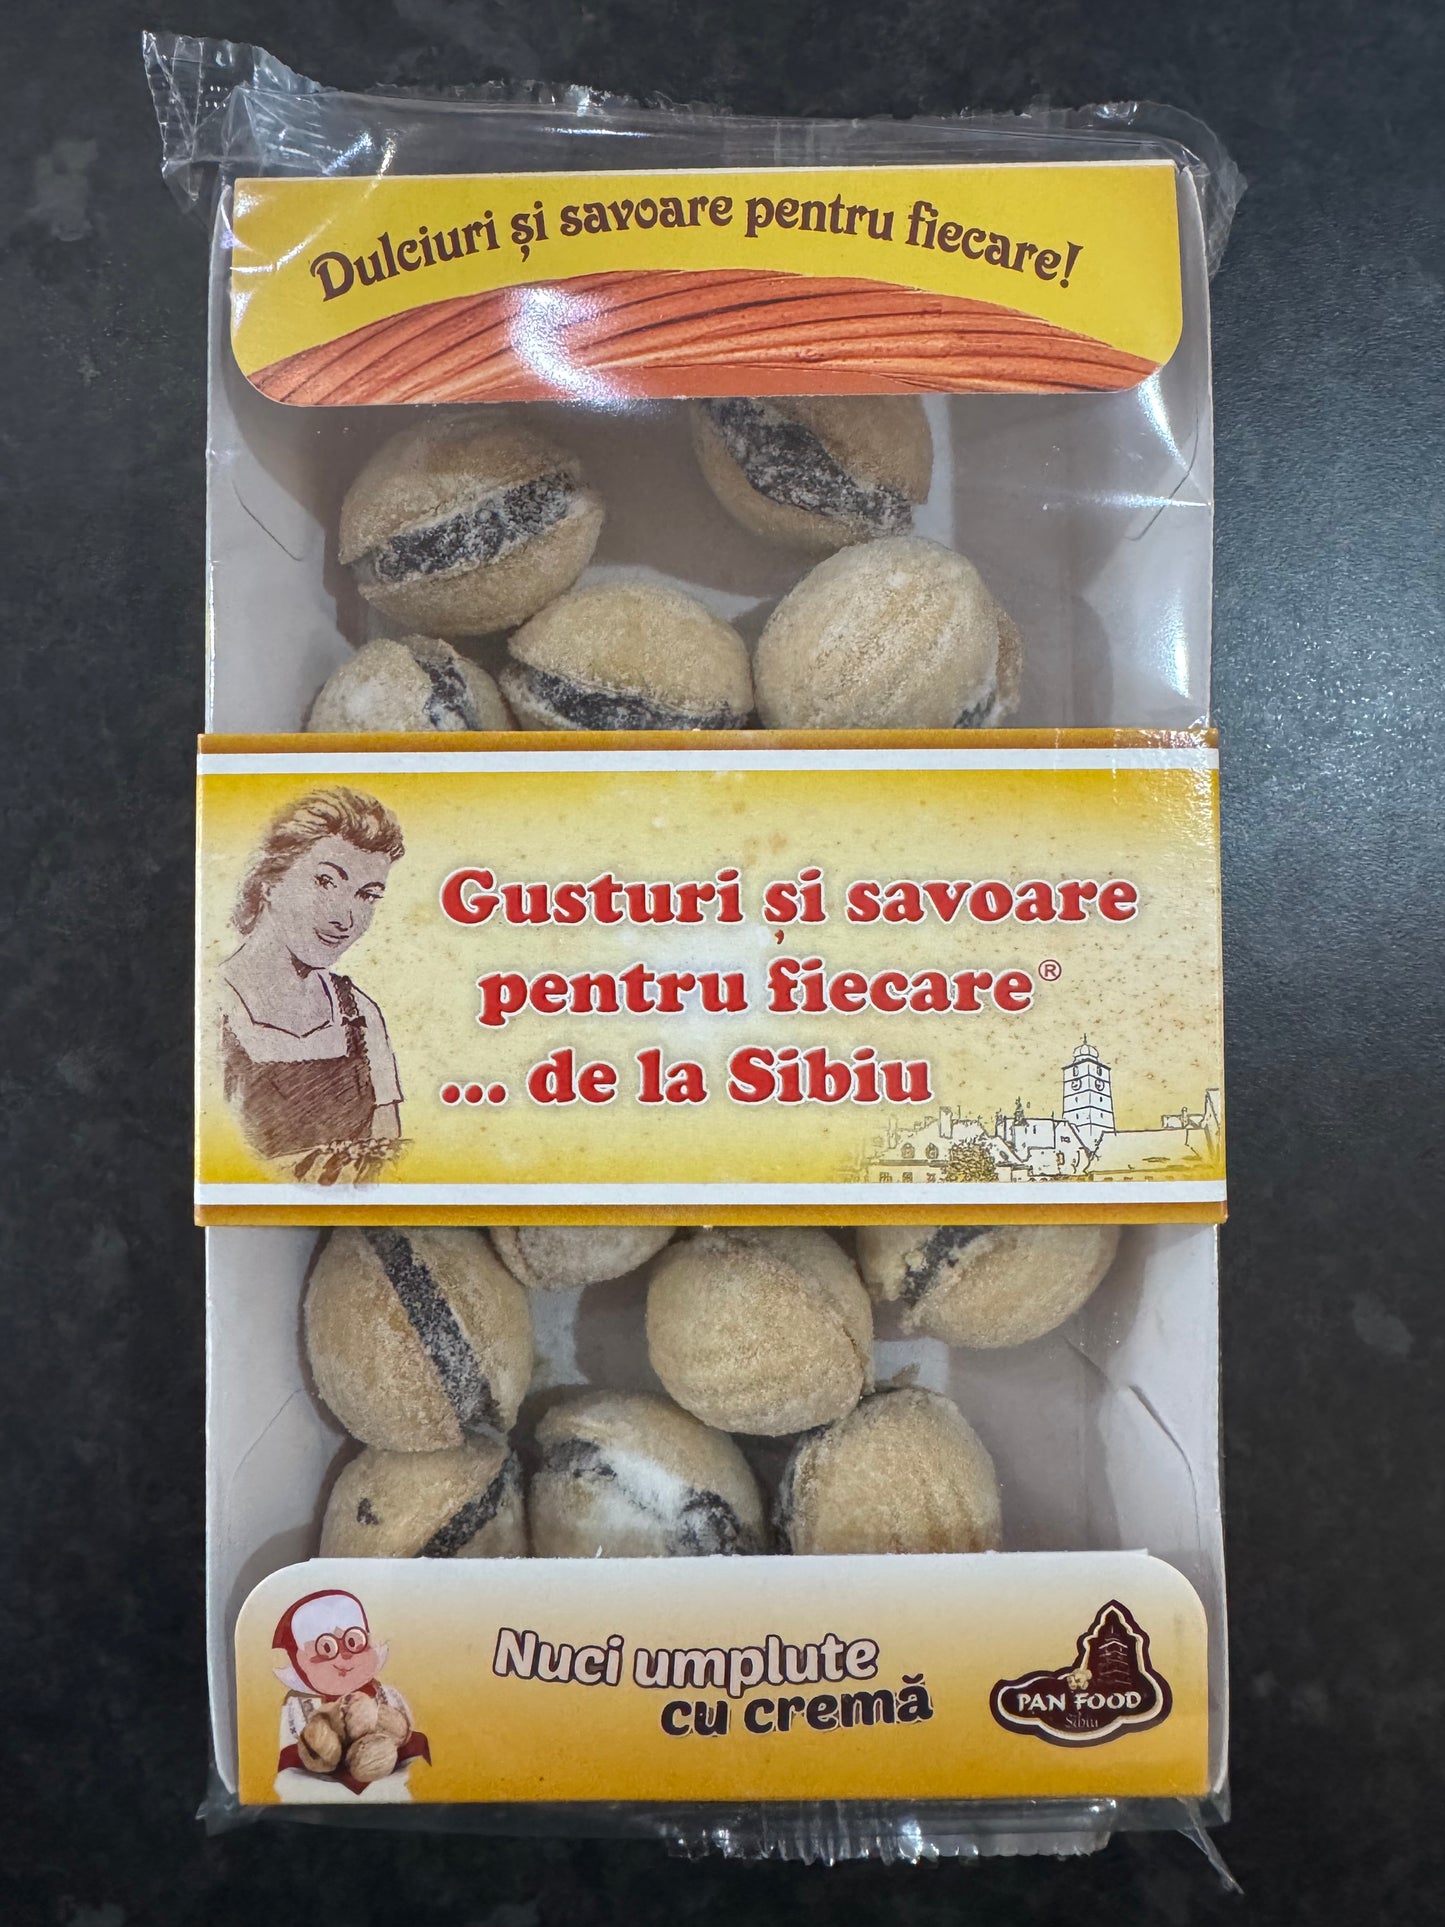 Dulciuri și savoare pentru fiecare!
Gusturi și savoare
pentru fiecare®
... de la Sibiu
Nuci umplute
cu cremă
PAN FOOD
Sibiu